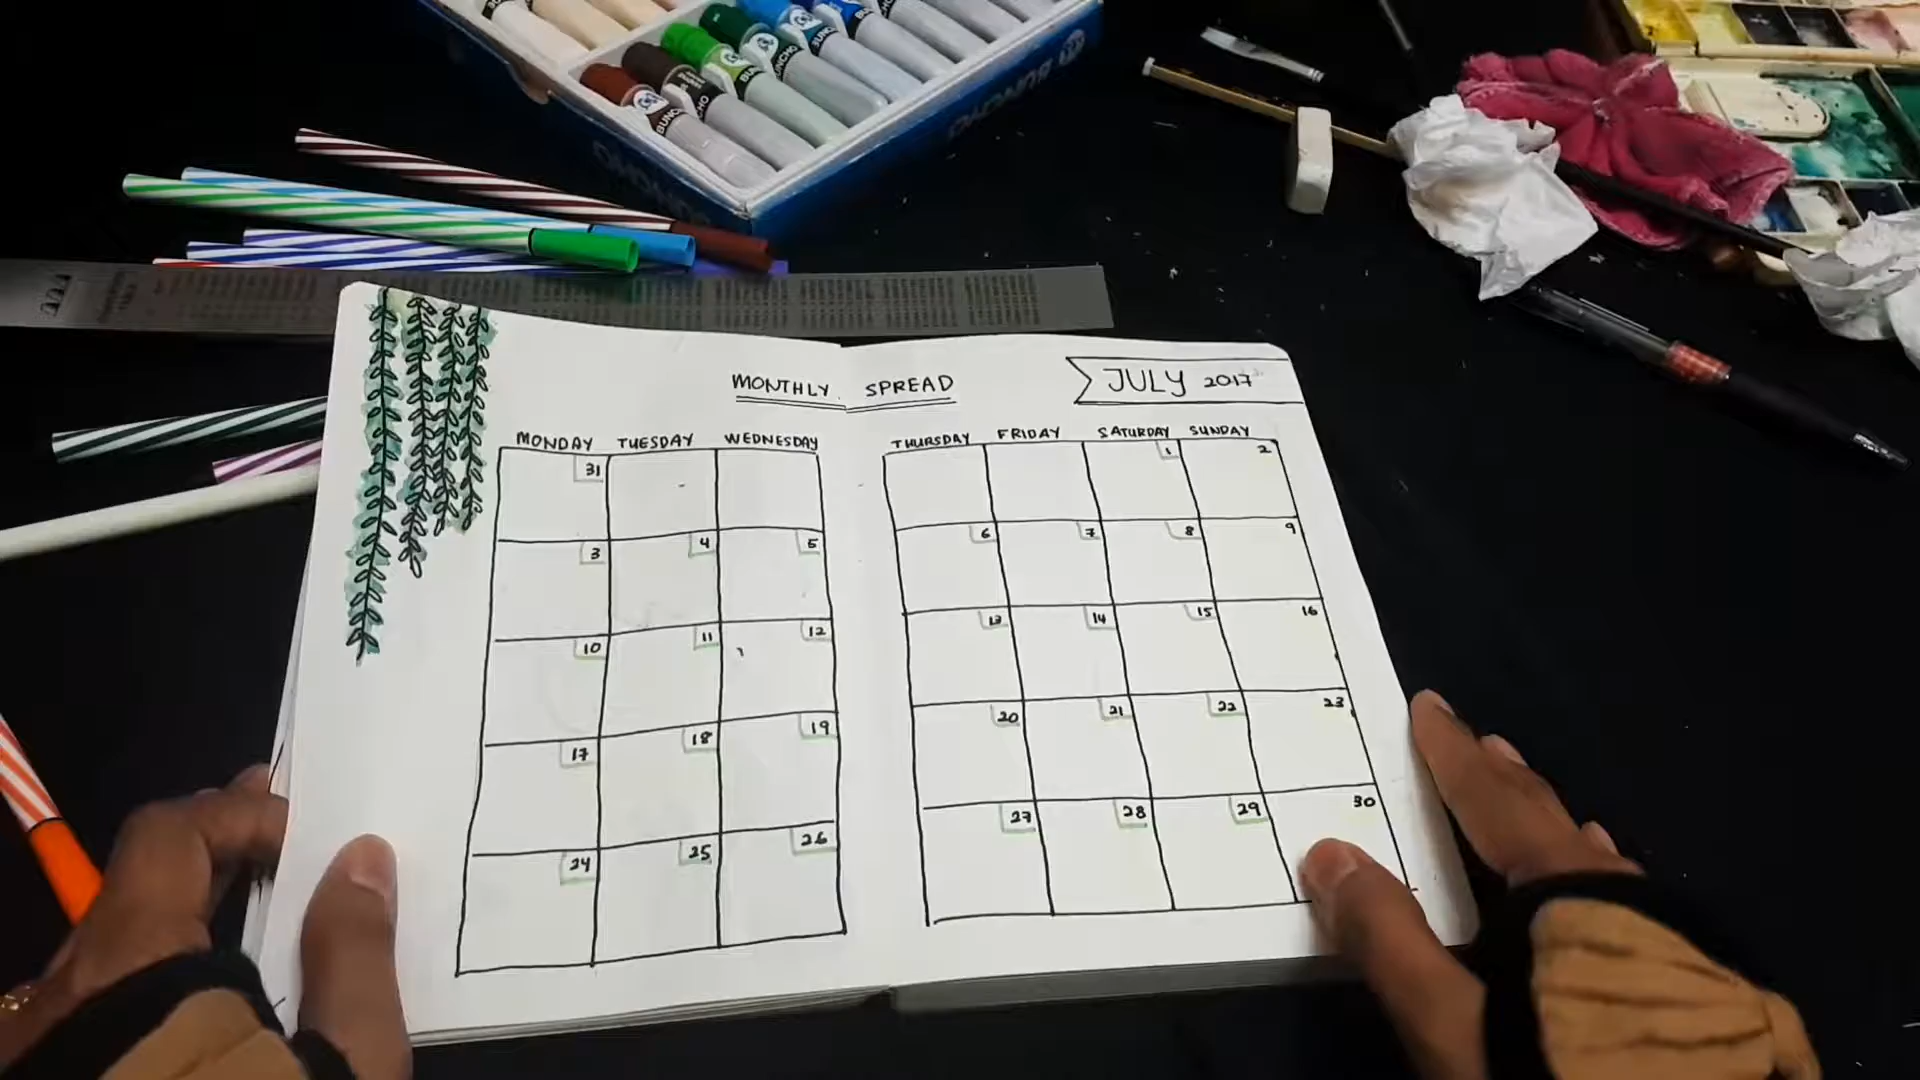 BUNCHO
BUNCHO
MONTHLY SPREAD
JULY 2017
MONDAY TUESDAY WEDNESDAY THURSDAY FRIDAY SATURDAY SUNDAY
31 1 2
3 4 5 6 7 8 9
10 11 12 13 14 15 16
17 18 19 20 21 22 23
24 25 26 27 28 29 30